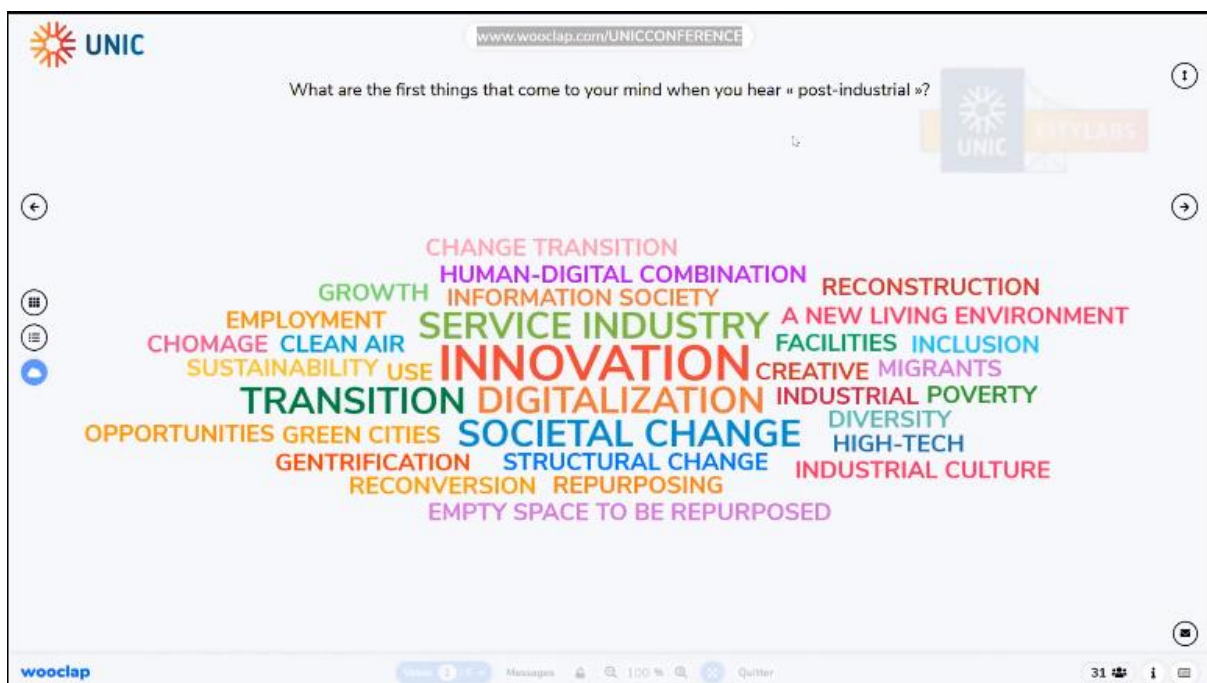 UNIC
www.wooclap.com/UNICCONFERENCE
What are the first things that come to your mind when you hear « post-industrial »?
UNIC CITYLABS
CHANGE TRANSITION
HUMAN-DIGITAL COMBINATION
RECONSTRUCTION
GROWTH
INFORMATION SOCIETY
A NEW LIVING ENVIRONMENT
EMPLOYMENT
SERVICE INDUSTRY
CHOMAGE
CLEAN AIR
FACILITIES
INCLUSION
SUSTAINABILITY
USE
INNOVATION
CREATIVE
MIGRANTS
TRANSITION
DIGITALIZATION
INDUSTRIAL
POVERTY
DIVERSITY
OPPORTUNITIES
GREEN CITIES
SOCIETAL CHANGE
HIGH-TECH
GENTRIFICATION
STRUCTURAL CHANGE
INDUSTRIAL CULTURE
RECONVERSION
REPURPOSING
EMPTY SPACE TO BE REPURPOSED
wooclap
Messages
100 %
Quitter
31
i